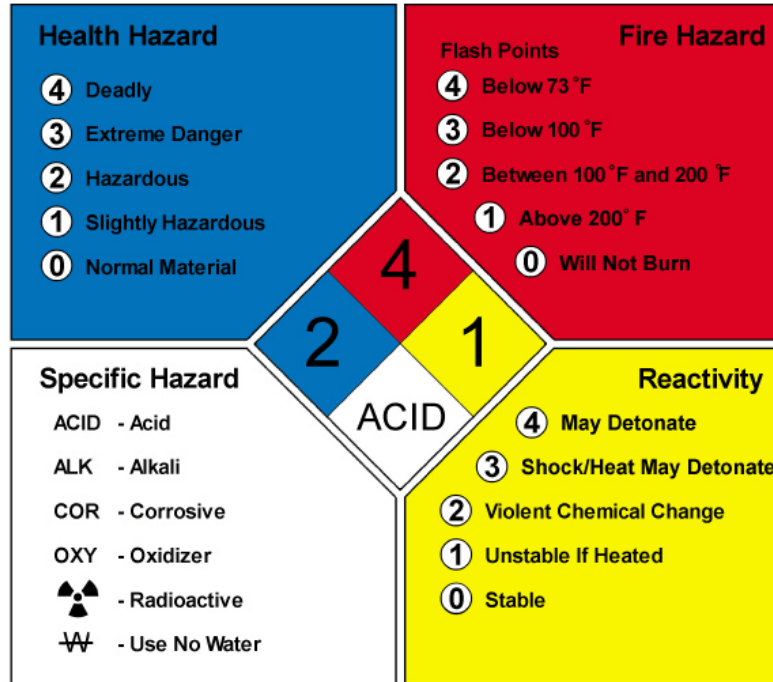 Health Hazard
4 Deadly
3 Extreme Danger
2 Hazardous
1 Slightly Hazardous
0 Normal Material
Fire Hazard
Flash Points
4 Below 73°F
3 Below 100°F
2 Between 100°F and 200°F
1 Above 200°F
0 Will Not Burn
4
2
1
ACID
Specific Hazard
ACID - Acid
ALK - Alkali
COR - Corrosive
OXY - Oxidizer
- Radioactive
W - Use No Water
Reactivity
4 May Detonate
3 Shock/Heat May Detonate
2 Violent Chemical Change
1 Unstable If Heated
0 Stable